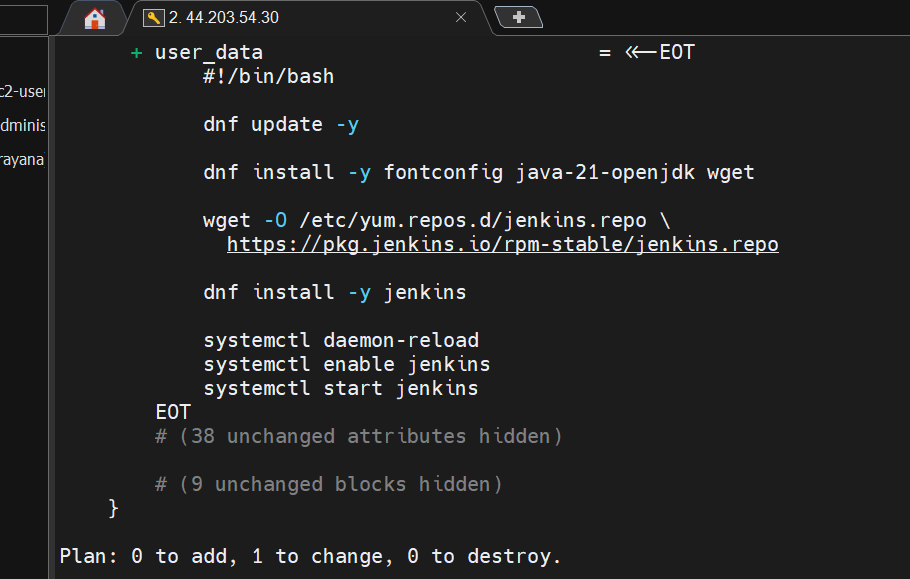 2. 44.203.54.30
c2-user
dminis
rayana
+ user_data = <<-EOT
#!/bin/bash
dnf update -y
dnf install -y fontconfig java-21-openjdk wget
wget -O /etc/yum.repos.d/jenkins.repo \
https://pkg.jenkins.io/rpm-stable/jenkins.repo
dnf install -y jenkins
systemctl daemon-reload
systemctl enable jenkins
systemctl start jenkins
EOT
# (38 unchanged attributes hidden)
# (9 unchanged blocks hidden)
}
Plan: 0 to add, 1 to change, 0 to destroy.